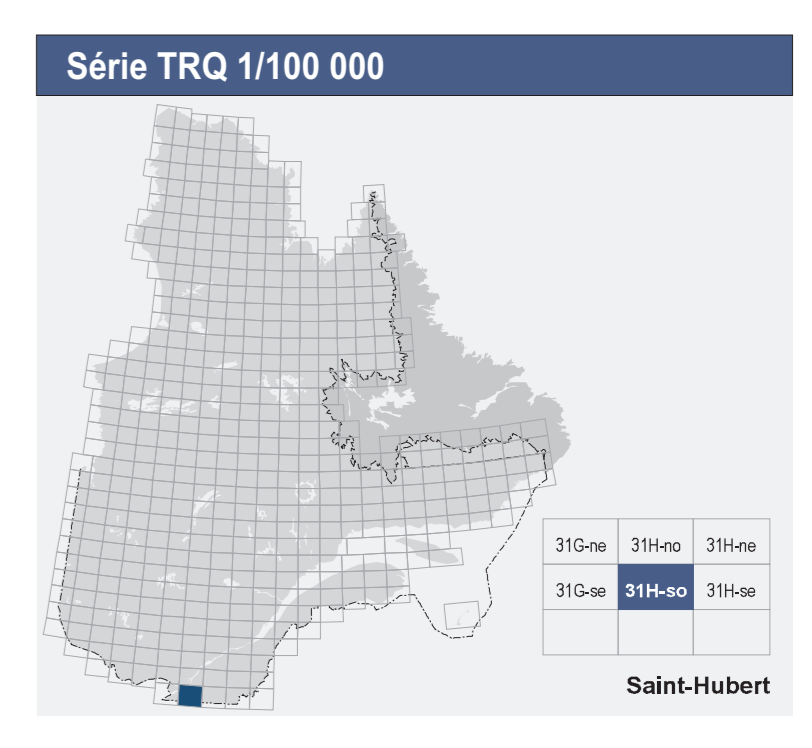 Série TRQ 1/100 000
31G-ne 31H-no 31H-ne
31G-se 31H-so 31H-se
Saint-Hubert